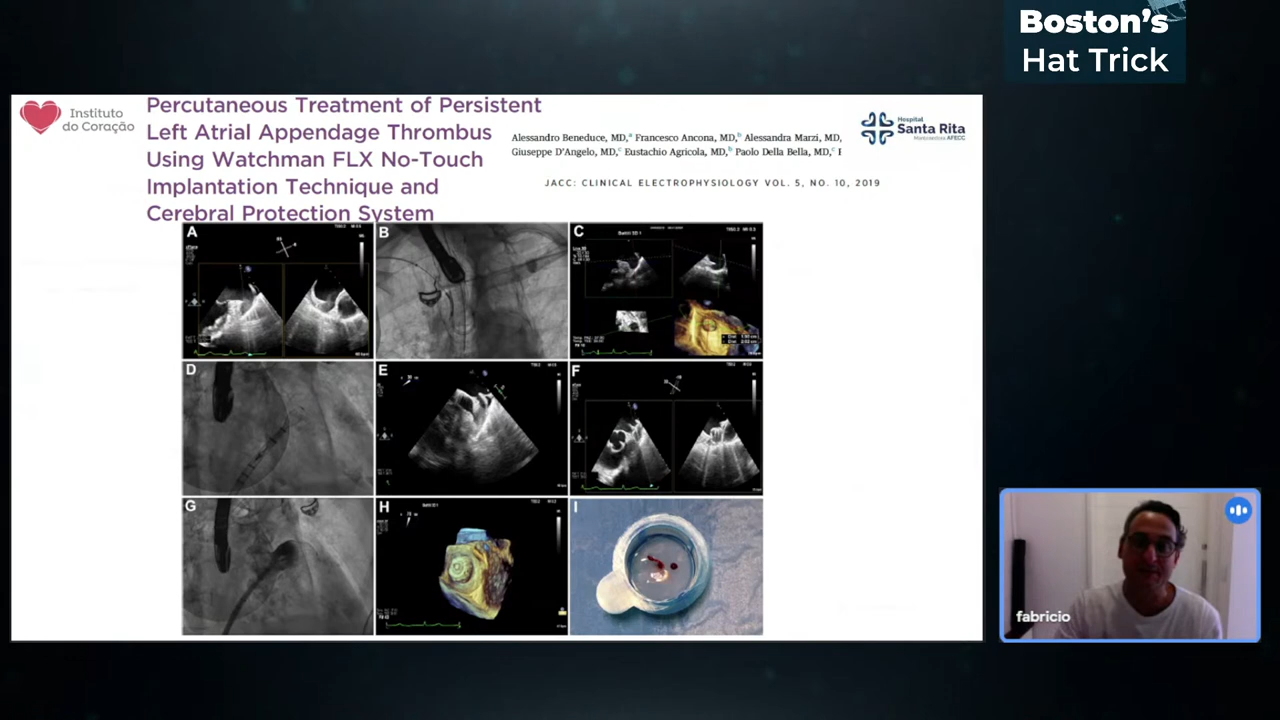 Boston's
Hat Trick
Instituto
do Coração
Percutaneous Treatment of Persistent
Left Atrial Appendage Thrombus
Using Watchman FLX No-Touch
Implantation Technique and
Cerebral Protection System
Alessandro Beneduce, MD,a Francesco Ancona, MD,b Alessandra Marzi, MD,
Giuseppe D'Angelo, MD,c Eustachio Agricola, MD,b Paolo Della Bella, MD,c F
JACC: CLINICAL ELECTROPHYSIOLOGY VOL. 5, NO. 10, 2019
Hospital
Santa Rita
A
B
C
D
E
F
G
H
I
fabricio